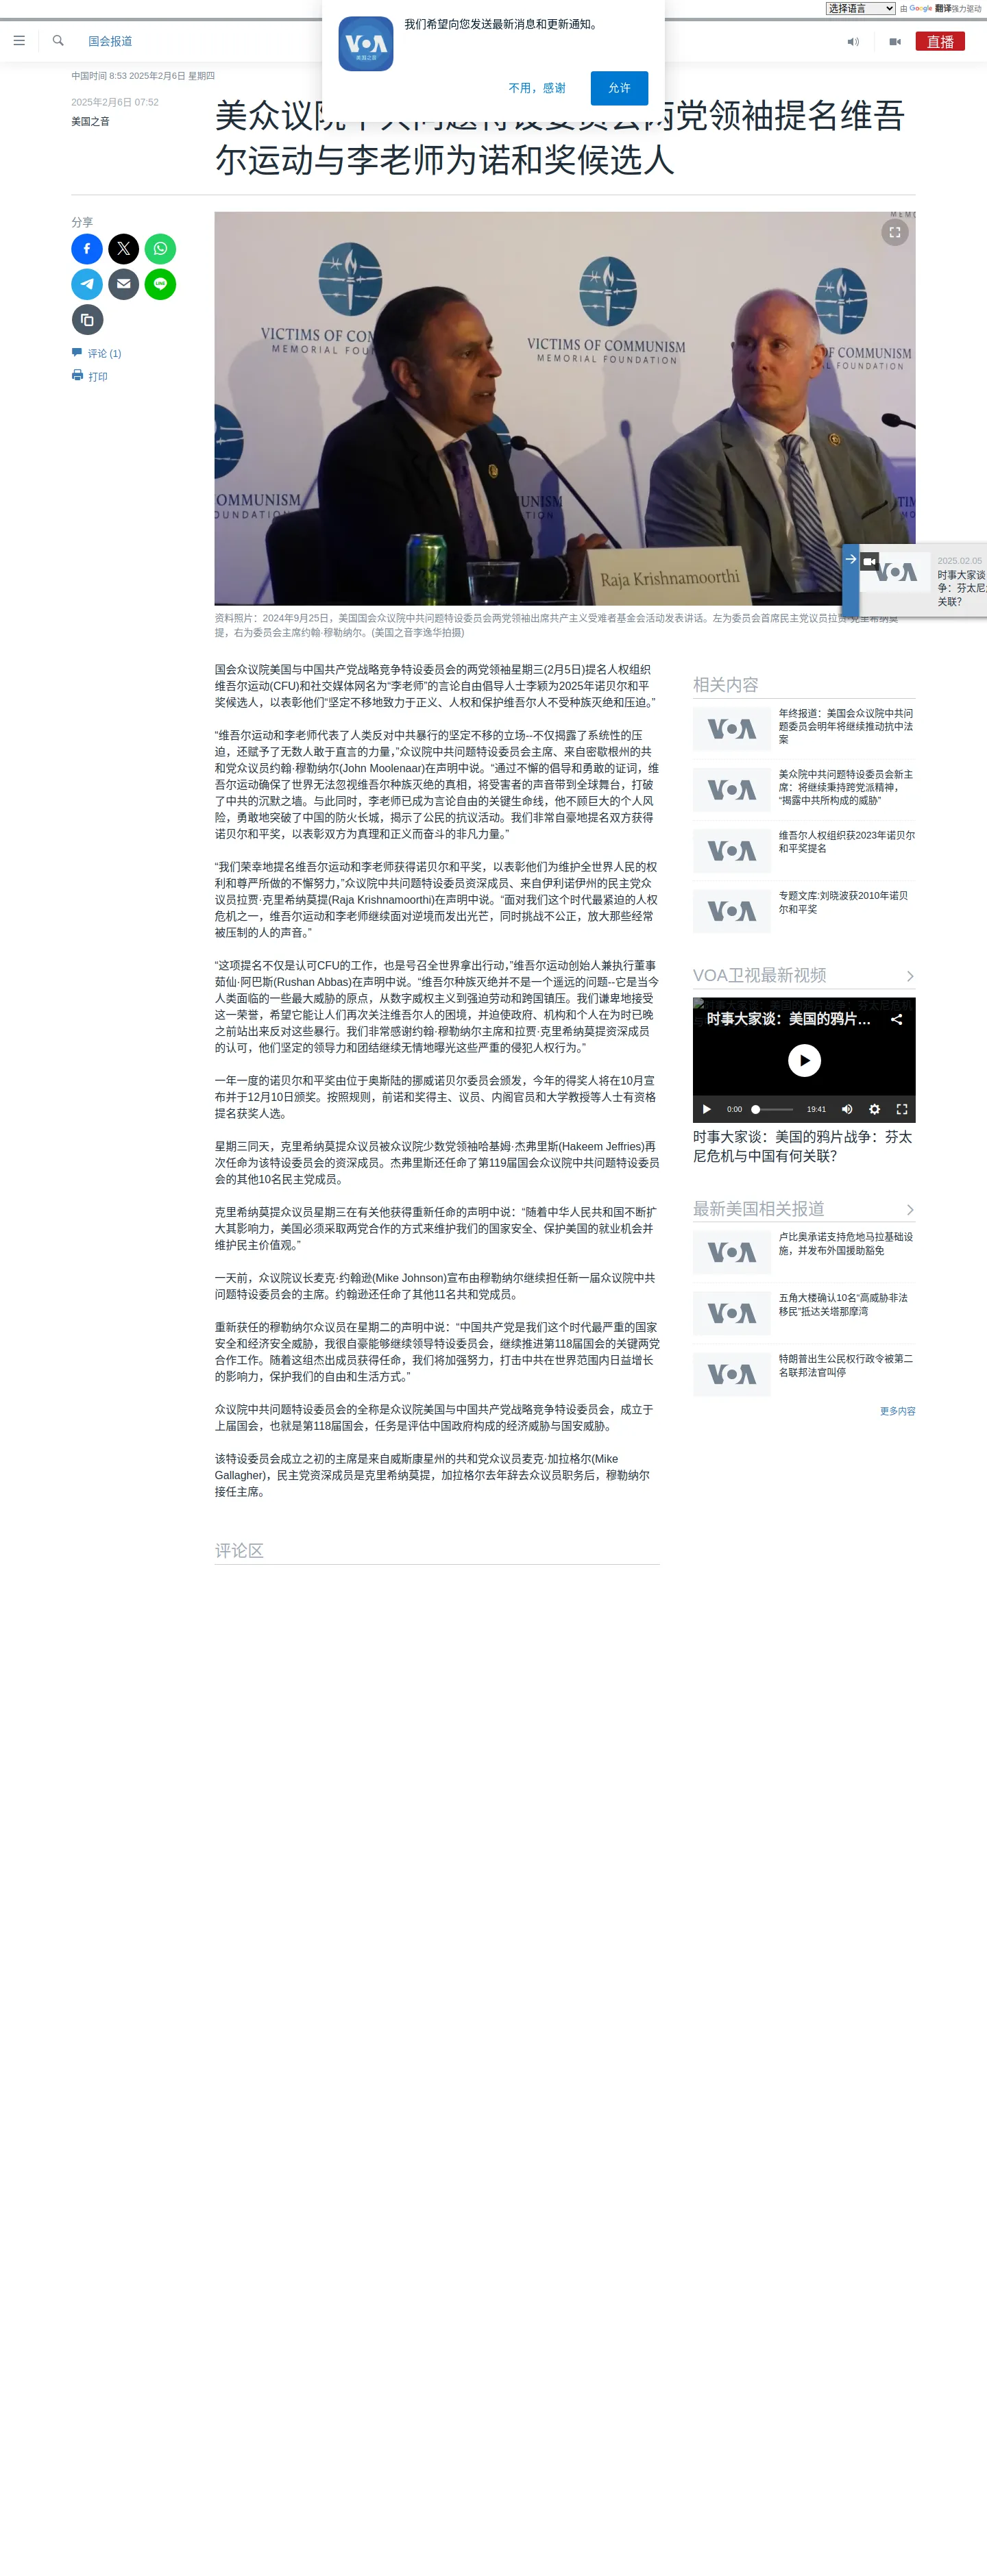 选择语言
由 Google 翻译强力驱动
国会报道
VOA
美国之音
我们希望向您发送最新消息和更新通知。
不用，感谢
允许
直播
中国时间 8:53 2025年2月6日 星期四
2025年2月6日 07:52
美国之音
美众议院中共问题特设委员会两党领袖提名维吾
尔运动与李老师为诺和奖候选人
分享
评论 (1)
打印
VICTIMS OF COMMUNISM
MEMORIAL FOUNDATION
VICTIMS OF COMMUN
MEMORIAL FOU
OF COMMUNISM
L FOUNDATION
COMMUNISM
FOUNDATION
Raja Krishnamoorthi
2025.02.05
时事大家谈
关联？
资料照片：2024年9月25日，美国国会众议院中共问题特设委员会两党领袖出席共产主义受难者基金会活动发表讲话。左为委员会首席民主党议员拉贾·克里希纳莫
提，右为委员会主席约翰·穆勒纳尔。(美国之音李逸华拍摄)
国会众议院美国与中国共产党战略竞争特设委员会的两党领袖星期三(2月5日)提名人权组织
维吾尔运动(CFU)和社交媒体网名为“李老师”的言论自由倡导人士李颖为2025年诺贝尔和平
奖候选人，以表彰他们“坚定不移地致力于正义、人权和保护维吾尔人不受种族灭绝和压迫。”
“维吾尔运动和李老师代表了人类反对中共暴行的坚定不移的立场--不仅揭露了系统性的压
迫，还赋予了无数人敢于直言的力量，”众议院中共问题特设委员会主席、来自密歇根州的共
和党众议员约翰·穆勒纳尔(John Moolenaar)在声明中说。“通过不懈的倡导和勇敢的证词，维
吾尔运动确保了世界无法忽视维吾尔种族灭绝的真相，将受害者的声音带到全球舞台，打破
了中共的沉默之墙。与此同时，李老师已成为言论自由的关键生命线，他不顾巨大的个人风
险，勇敢地突破了中国的防火长城，揭示了公民的抗议活动。我们非常自豪地提名双方获得
诺贝尔和平奖，以表彰双方为真理和正义而奋斗的非凡力量。”
“我们荣幸地提名维吾尔运动和李老师获得诺贝尔和平奖，以表彰他们为维护全世界人民的权
利和尊严所做的不懈努力，”众议院中共问题特设委员资深成员、来自伊利诺伊州的民主党众
议员拉贾·克里希纳莫提(Raja Krishnamoorthi)在声明中说。“面对我们这个时代最紧迫的人权
危机之一，维吾尔运动和李老师继续面对逆境而发出光芒，同时挑战不公正，放大那些经常
被压制的人的声音。”
“这项提名不仅是认可CFU的工作，也是号召全世界拿出行动，”维吾尔运动创始人兼执行董事
茹仙·阿巴斯(Rushan Abbas)在声明中说。“维吾尔种族灭绝并不是一个遥远的问题--它是当今
人类面临的一些最大威胁的原点，从数字威权主义到强迫劳动和跨国镇压。我们谦卑地接受
这一荣誉，希望它能让人们再次关注维吾尔人的困境，并迫使政府、机构和个人在为时已晚
之前站出来反对这些暴行。我们非常感谢约翰·穆勒纳尔主席和拉贾·克里希纳莫提资深成员
的认可，他们坚定的领导力和团结继续无情地曝光这些严重的侵犯人权行为。”
一年一度的诺贝尔和平奖由位于奥斯陆的挪威诺贝尔委员会颁发，今年的得奖人将在10月宣
布并于12月10日颁奖。按照规则，前诺和奖得主、议员、内阁官员和大学教授等人士有资格
提名获奖人选。
星期三同天，克里希纳莫提众议员被众议院少数党领袖哈基姆·杰弗里斯(Hakeem Jeffries)再
次任命为该特设委员会的资深成员。杰弗里斯还任命了第119届国会众议院中共问题特设委员
会的其他10名民主党成员。
克里希纳莫提众议员星期三在有关他获得重新任命的声明中说：“随着中华人民共和国不断扩
大其影响力，美国必须采取两党合作的方式来维护我们的国家安全、保护美国的就业机会并
维护民主价值观。”
一天前，众议院议长麦克·约翰逊(Mike Johnson)宣布由穆勒纳尔继续担任新一届众议院中共
问题特设委员会的主席。约翰逊还任命了其他11名共和党成员。
重新获任的穆勒纳尔众议员在星期二的声明中说：“中国共产党是我们这个时代最严重的国家
安全和经济安全威胁，我很自豪能够继续领导特设委员会，继续推进第118届国会的关键两党
合作工作。随着这组杰出成员获得任命，我们将加强努力，打击中共在世界范围内日益增长
的影响力，保护我们的自由和生活方式。”
众议院中共问题特设委员会的全称是众议院美国与中国共产党战略竞争特设委员会，成立于
上届国会，也就是第118届国会，任务是评估中国政府构成的经济威胁与国安威胁。
该特设委员会成立之初的主席是来自威斯康星州的共和党众议员麦克·加拉格尔(Mike
Gallagher)，民主党资深成员是克里希纳莫提，加拉格尔去年辞去众议员职务后，穆勒纳尔
接任主席。
评论区
相关内容
年终报道：美国会众议院中共问
题委员会明年将继续推动抗中法
案
美众院中共问题特设委员会新主
席：将继续秉持跨党派精神，
“揭露中共所构成的威胁”
维吾尔人权组织获2023年诺贝尔
和平奖提名
专题文库:刘晓波获2010年诺贝
尔和平奖
VOA卫视最新视频
时事大家谈：美国的鸦片…
0:00
19:41
时事大家谈：美国的鸦片战争：芬太
尼危机与中国有何关联？
最新美国相关报道
卢比奥承诺支持危地马拉基础设
施，并发布外国援助豁免
五角大楼确认10名“高威胁非法
移民”抵达关塔那摩湾
特朗普出生公民权行政令被第二
名联邦法官叫停
更多内容